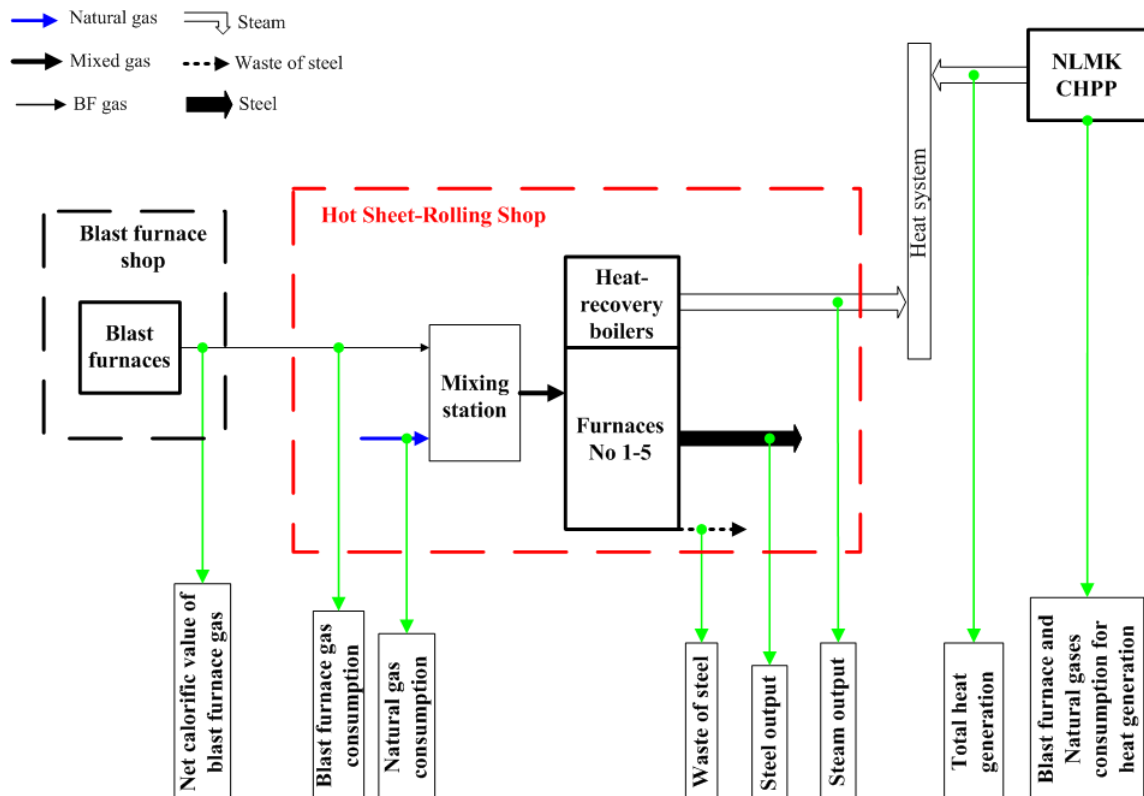 Natural gas
Steam
Mixed gas
Waste of steel
BF gas
Steel
NLMK
CHPP
Heat system
Hot Sheet-Rolling Shop
Blast furnace
shop
Blast
furnaces
Mixing
station
Heat-
recovery
boilers
Furnaces
No 1-5
Net calorific value of
blast furnace gas
Blast furnace gas
consumption
Natural gas
consumption
Waste of steel
Steel output
Steam output
Total heat
generation
Blast furnace and
Natural gases
consumption for
heat generation